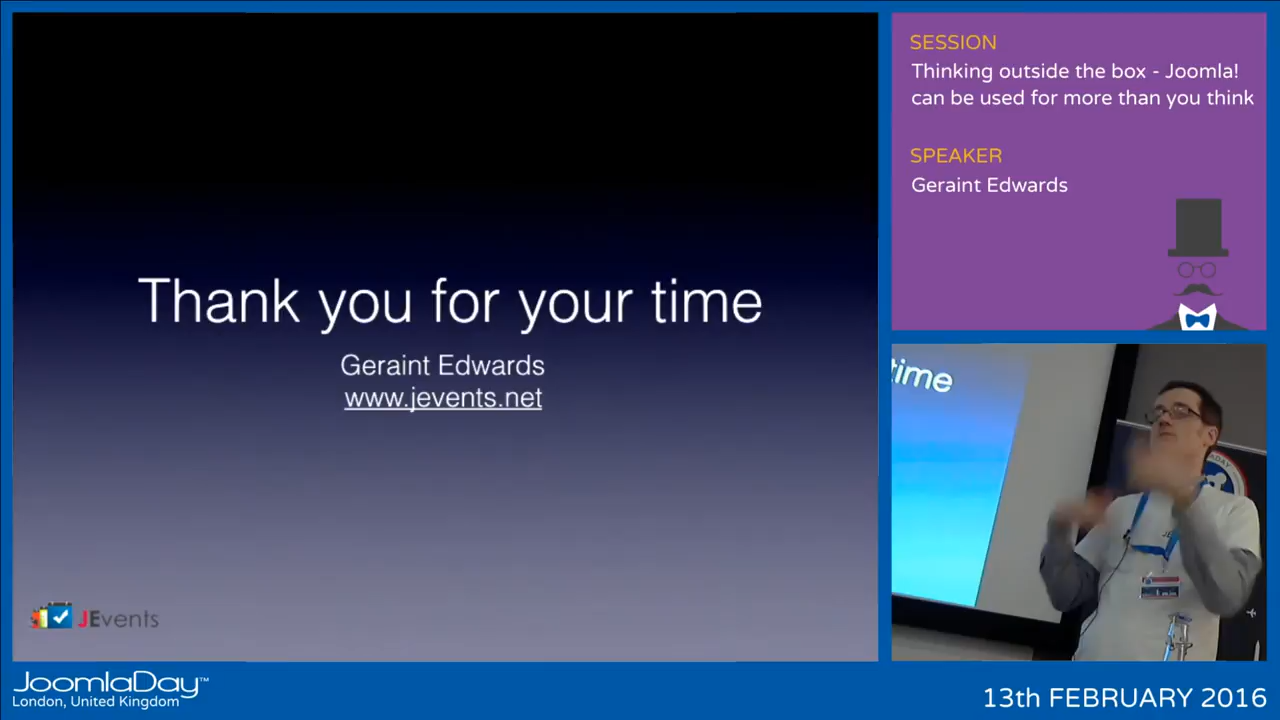 Thank you for your time
Geraint Edwards
www.jevents.net
JEvents
SESSION
Thinking outside the box - Joomla!
can be used for more than you think
SPEAKER
Geraint Edwards
time
JoomlaDay™
London, United Kingdom
13th FEBRUARY 2016